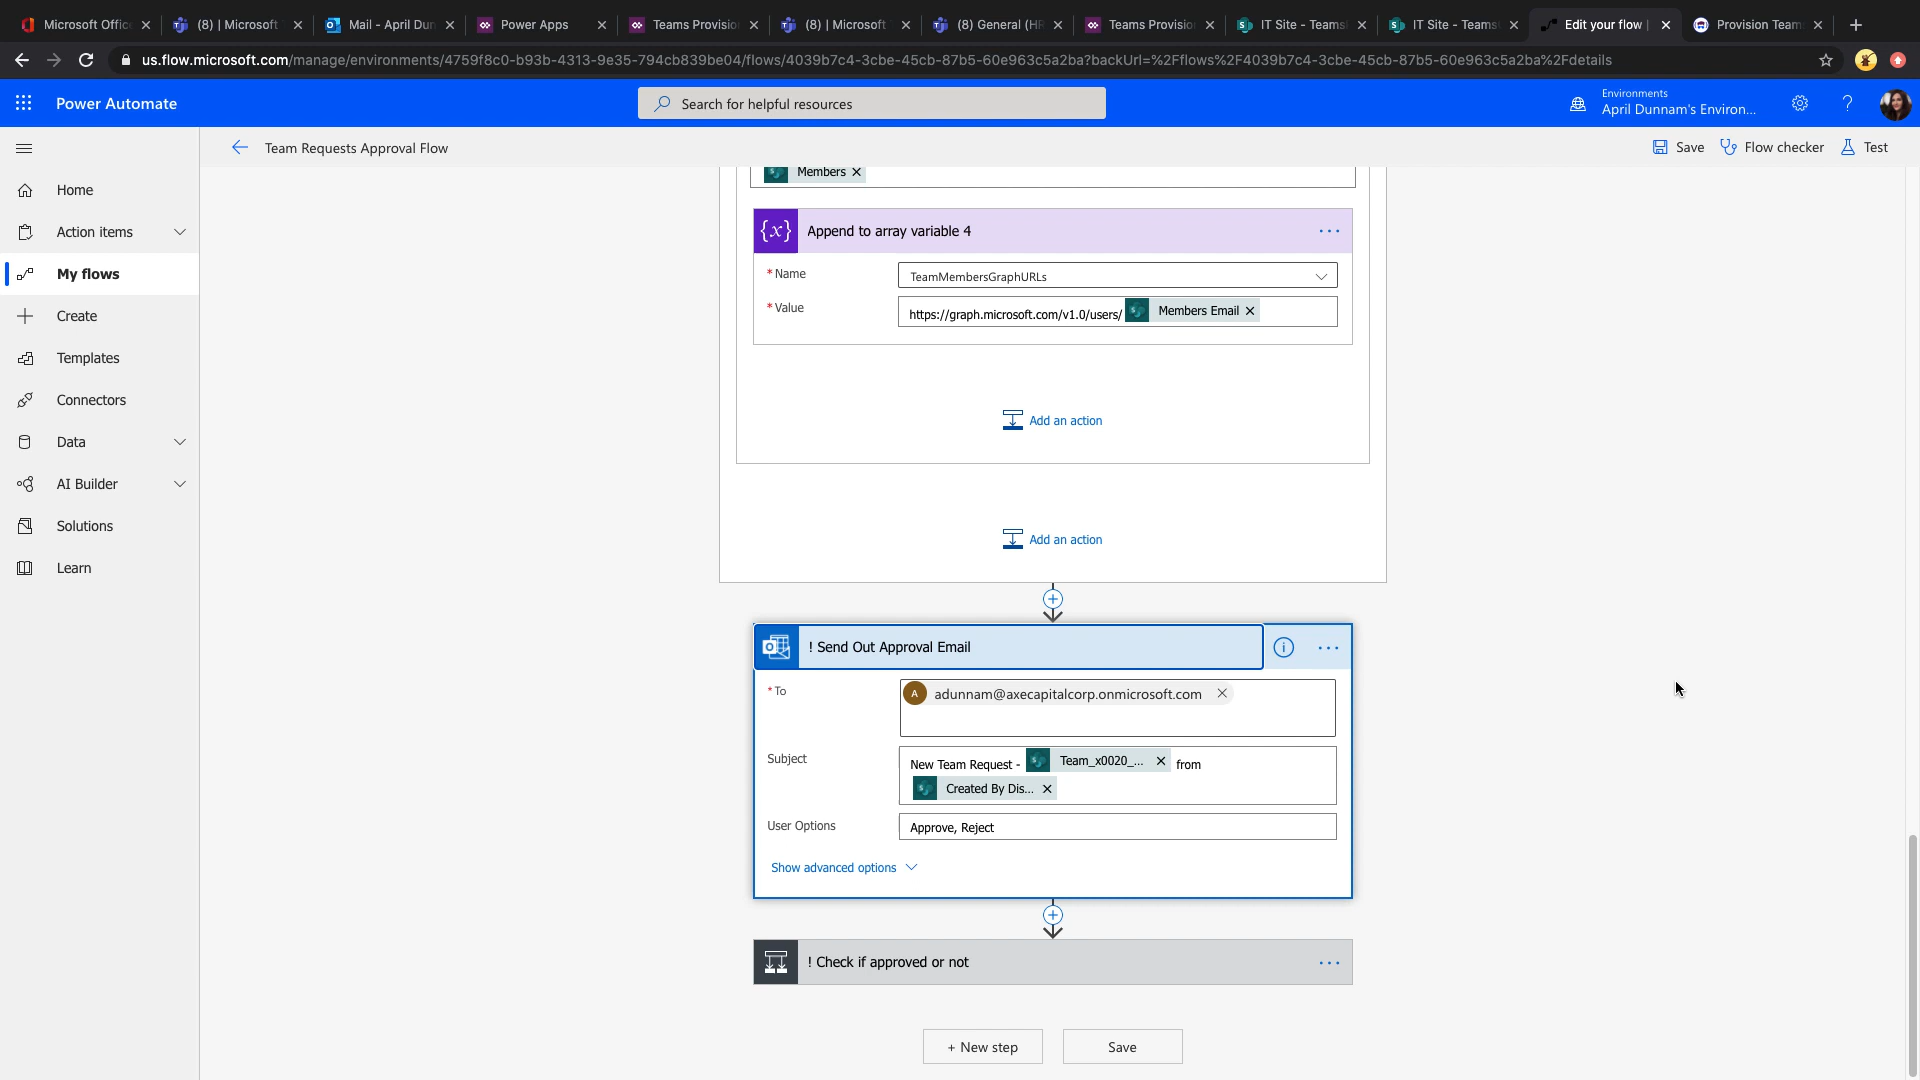 Microsoft Offic
(8) | Microsoft
Mail - April Dun
Power Apps
Teams Provisio
(8) | Microsoft
(8) General (HR
Teams Provisio
IT Site - Teams
IT Site - Teams
Edit your flow |
Provision Team
us.flow.microsoft.com/manage/environments/4759f8c0-b93b-4313-9e35-794cb839be04/flows/4039b7c4-3cbe-45cb-87b5-60e963c5a2ba?backUrl=%2Fflows%2F4039b7c4-3cbe-45cb-87b5-60e963c5a2ba%2Fdetails
Power Automate
Search for helpful resources
Environments
April Dunnam's Environ...
?
Team Requests Approval Flow
Save
Flow checker
Test
Home
Action items
My flows
Create
Templates
Connectors
Data
AI Builder
Solutions
Learn
Members
{x} Append to array variable 4
* Name
TeamMembersGraphURLs
* Value
https://graph.microsoft.com/v1.0/users/ Members Email
Add an action
Add an action
! Send Out Approval Email
* To
A adunnam@axecapitalcorp.onmicrosoft.com
Subject
New Team Request - Team_x0020_... from
Created By Dis...
User Options
Approve, Reject
Show advanced options
! Check if approved or not
+ New step
Save